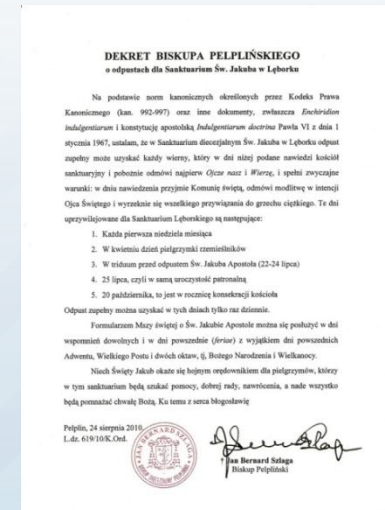 DEKRET BISKUPA PELPLIŃSKIEGO
o odpustach dla Sanktuarium Św. Jakuba w Lęborku
Na podstawie norm kanonicznych określonych przez Kodeks Prawa
Kanonicznego (kan. 992-997) oraz inne dokumenty, zwłaszcza Enchiridion
indulgentiarum i konstytucję apostolską Indulgentiarum doctrina Pawła VI z dnia 1
stycznia 1967, ustalam, że w Sanktuarium diecezjalnym Św. Jakuba w Lęborku odpust
zupełny może uzyskać każdy wierny, który w dni niżej podane nawiedzi kościół
sanktuaryjny i pobożnie odmówi najpierw Ojcze nasz i Wierzę, i spełni zwyczajne
warunki: w dniu nawiedzenia przyjmie Komunię świętą, odmówi modlitwę w intencji
Ojca Świętego i wyrzeknie się wszelkiego przywiązania do grzechu ciężkiego. Te dni
uprzywilejowane dla Sanktuarium Lęborskiego są następujące:
1. Każda pierwsza niedziela miesiąca
2. W kwietniu dzień pielgrzymki rzemieślników
3. W triduum przed odpustem Św. Jakuba Apostoła (22-24 lipca)
4. 25 lipca, czyli w samą uroczystość patronalną
5. 20 października, to jest w rocznicę konsekracji kościoła
Odpust zupełny można uzyskać w tych dniach tylko raz dziennie.
Formularzem Mszy świętej o Św. Jakubie Apostole można się posłużyć w dni
wspomnień dowolnych i w dni powszednie (feriae) z wyjątkiem dni powszednich
Adwentu, Wielkiego Postu i dwóch oktaw, tj. Bożego Narodzenia i Wielkanocy.
Niech Święty Jakub okaże się hojnym orędownikiem dla pielgrzymów, którzy
w tym sanktuarium będą szukać pomocy, dobrej rady, nawrócenia, a nade wszystko
będą pomnażać chwałę Bożą. Ku temu z serca błogosławię
Pelplin, 24 sierpnia 2010
L.dz. 619/10/K.Ord.
† Jan Bernard Szlaga
Biskup Pelpliński